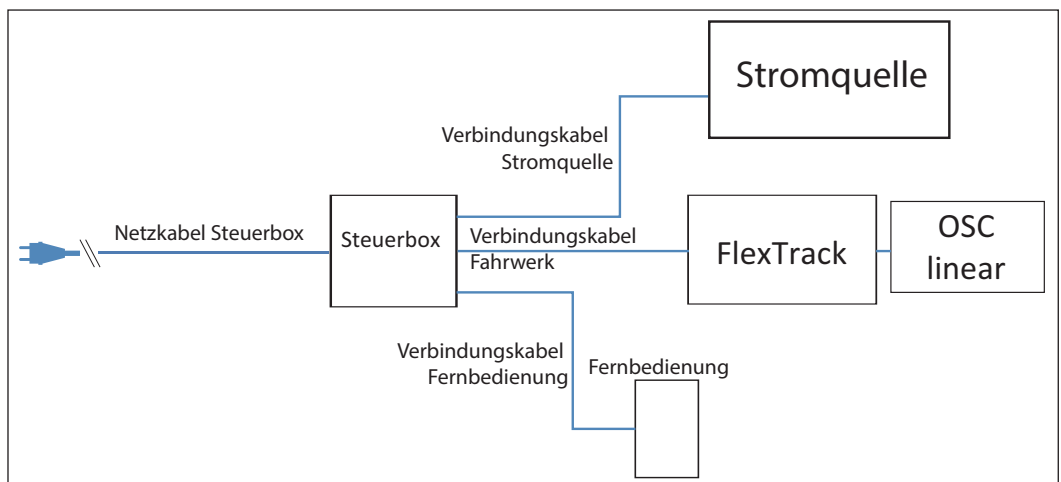 Stromquelle
Verbindungskabel
Stromquelle
Netzkabel Steuerbox
Steuerbox
Verbindungskabel
Fahrwerk
FlexTrack
OSC
linear
Verbindungskabel
Fernbedienung
Fernbedienung